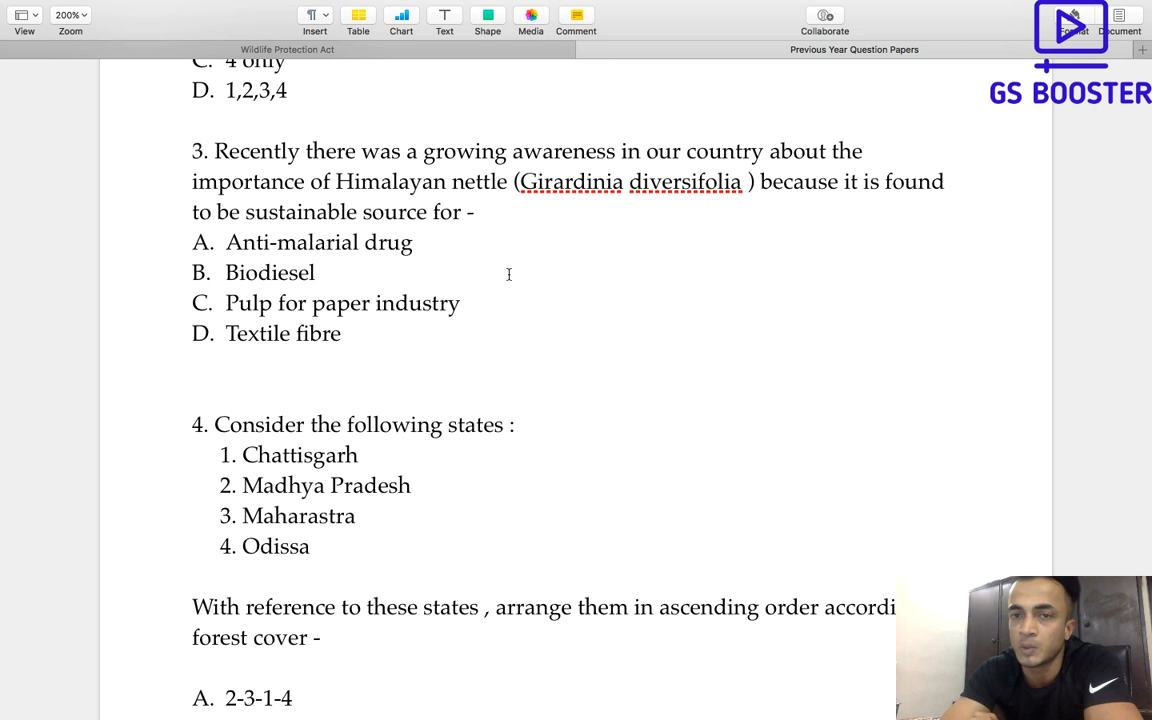 View
200%
Zoom
Insert
Table
Chart
Text
Shape
Media
Comment
Collaborate
Format
Document
Wildlife Protection Act
Previous Year Question Papers
GS BOOSTER
C. 4 only
D. 1,2,3,4
3. Recently there was a growing awareness in our country about the
importance of Himalayan nettle (Girardinia diversifolia ) because it is found
to be sustainable source for -
A. Anti-malarial drug
B. Biodiesel
C. Pulp for paper industry
D. Textile fibre
4. Consider the following states :
1. Chattisgarh
2. Madhya Pradesh
3. Maharastra
4. Odissa
With reference to these states , arrange them in ascending order accordi
forest cover -
A. 2-3-1-4